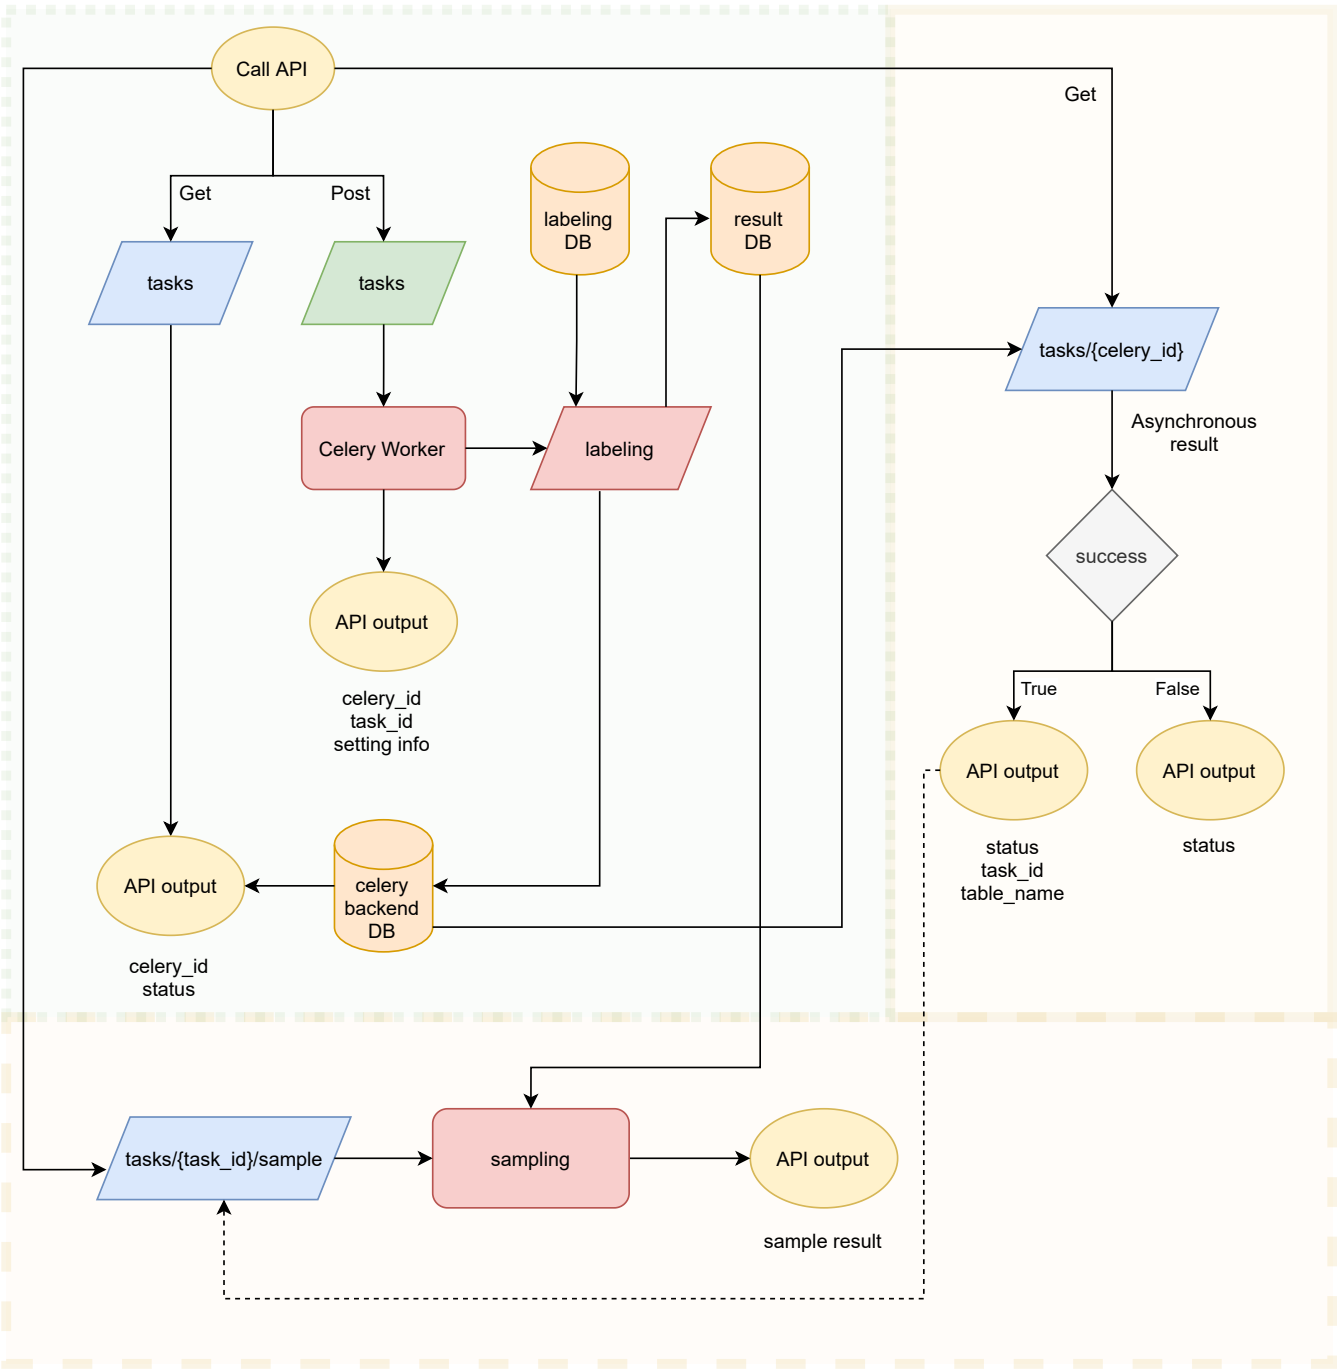 Call API
Get
Get
Post
labeling
DB
result
DB
tasks
tasks
tasks/{celery_id}
Asynchronous
result
Celery Worker
labeling
success
API output
celery_id
task_id
setting info
True
False
API output
API output
status
task_id
table_name
status
API output
celery
backend
DB
celery_id
status
tasks/{task_id}/sample
sampling
API output
sample result